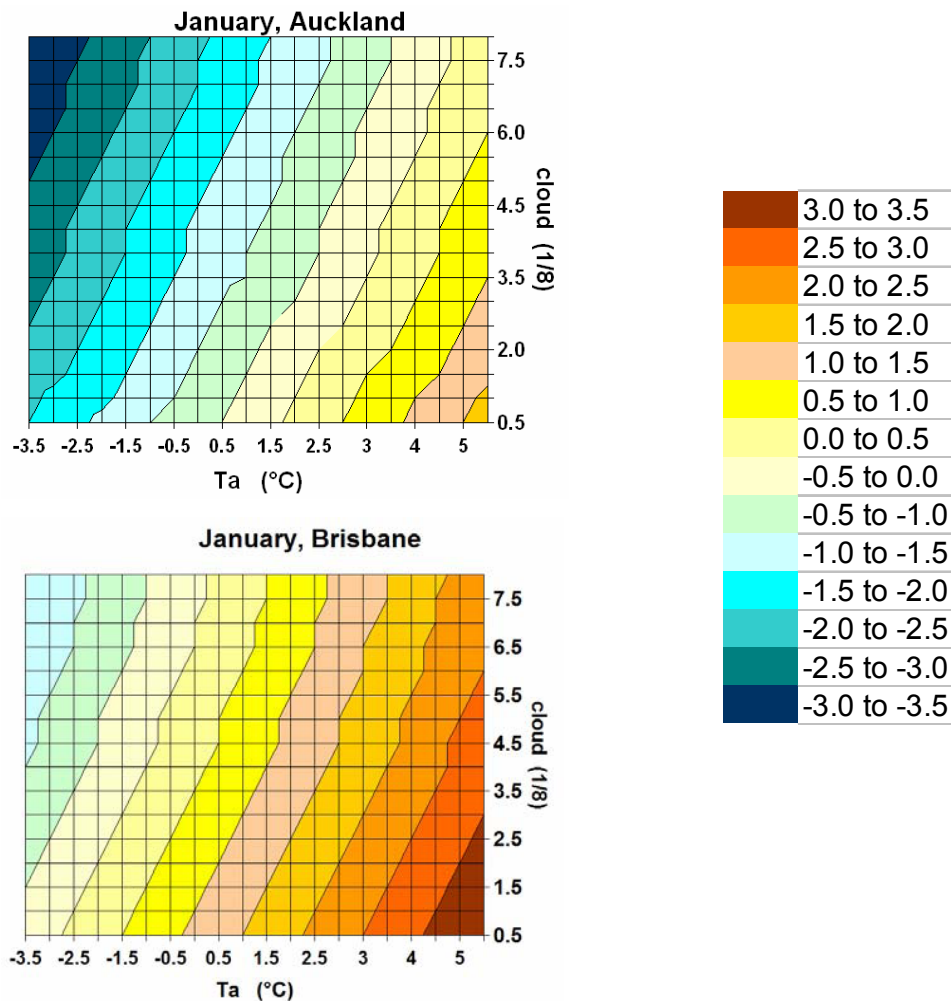 January, Auckland
7.5
6.0
4.5
3.5
2.0
0.5
cloud (1/8)
-3.5 -2.5 -1.5 -0.5 0.5 1.5 2.5 3 4 5
Ta (°C)
January, Brisbane
7.5
6.5
5.5
4.5
3.5
2.5
1.5
0.5
cloud (1/8)
-3.5 -2.5 -1.5 -0.5 0.5 1.5 2.5 3 4 5
Ta (°C)
3.0 to 3.5
2.5 to 3.0
2.0 to 2.5
1.5 to 2.0
1.0 to 1.5
0.5 to 1.0
0.0 to 0.5
-0.5 to 0.0
-0.5 to -1.0
-1.0 to -1.5
-1.5 to -2.0
-2.0 to -2.5
-2.5 to -3.0
-3.0 to -3.5